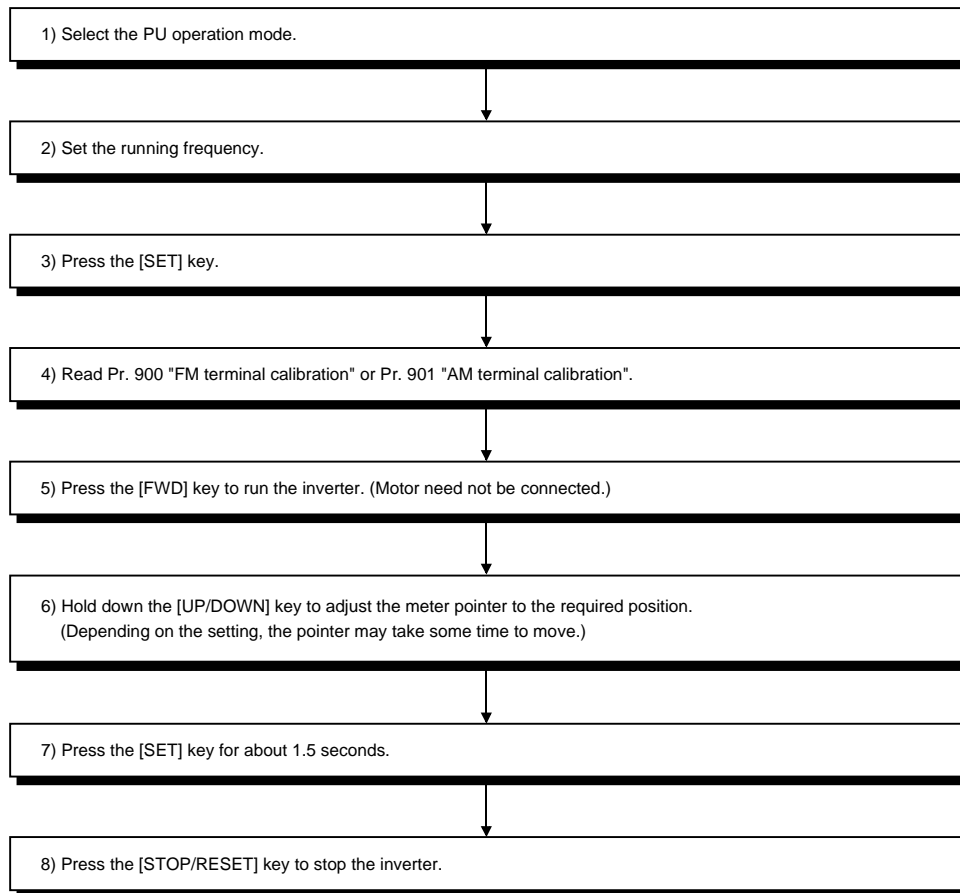 1) Select the PU operation mode.
2) Set the running frequency.
3) Press the [SET] key.
4) Read Pr. 900 "FM terminal calibration" or Pr. 901 "AM terminal calibration".
5) Press the [FWD] key to run the inverter. (Motor need not be connected.)
6) Hold down the [UP/DOWN] key to adjust the meter pointer to the required position.
(Depending on the setting, the pointer may take some time to move.)
7) Press the [SET] key for about 1.5 seconds.
8) Press the [STOP/RESET] key to stop the inverter.